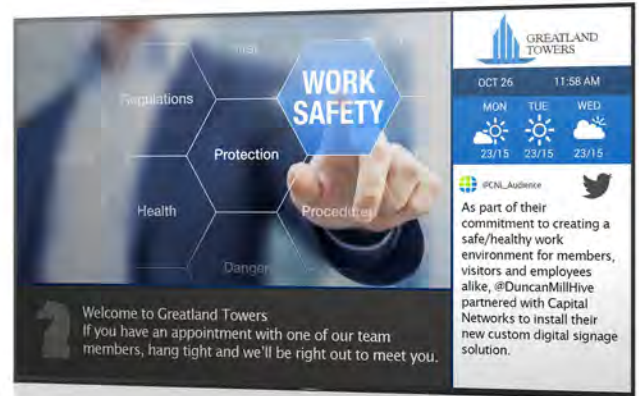 Regulations
WORK
SAFETY
Protection
Health
Procedures
Danger
Welcome to Greatland Towers
If you have an appointment with one of our team
members, hang tight and we'll be right out to meet you.
GREATLAND
TOWERS
OCT 26 11:58 AM
MON TUE WED
23/15 23/15 23/15
@CNL_Audience
As part of their
commitment to creating a
safe/healthy work
environment for members,
visitors and employees
alike, @DuncanMillHive
partnered with Capital
Networks to install their
new custom digital signage
solution.